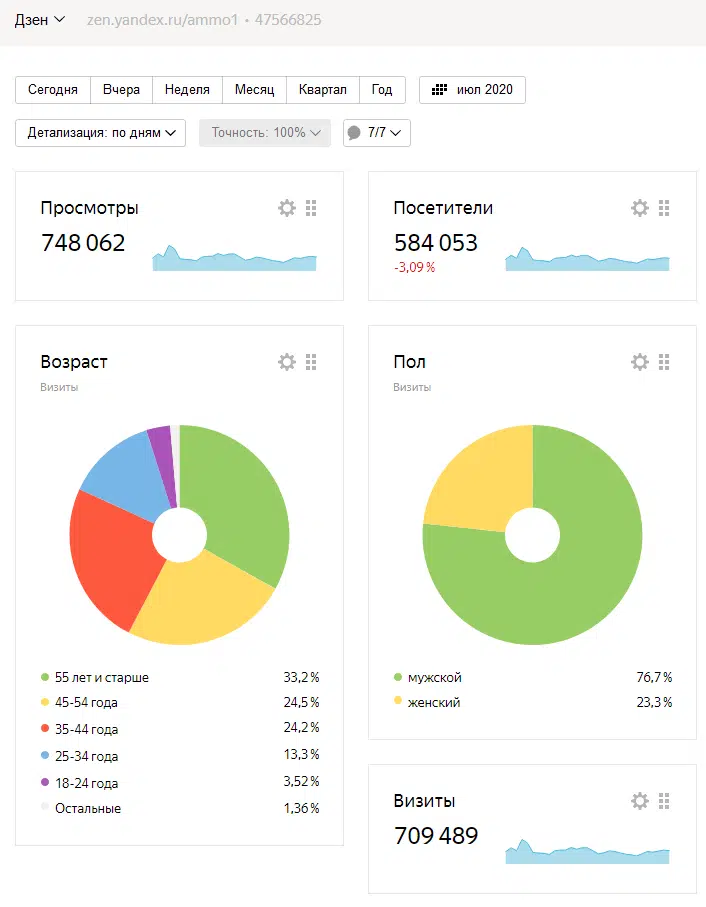 Дзен zen.yandex.ru/ammo1 • 47566825
Сегодня Вчера Неделя Месяц Квартал Год июл 2020
Детализация: по дням Точность: 100% 7/7
Просмотры
748 062
Посетители
584 053
-3,09 %
Возраст
Визиты
55 лет и старше 33,2 %
45-54 года 24,5 %
35-44 года 24,2 %
25-34 года 13,3 %
18-24 года 3,52 %
Остальные 1,36 %
Пол
Визиты
мужской 76,7 %
женский 23,3 %
Визиты
709 489